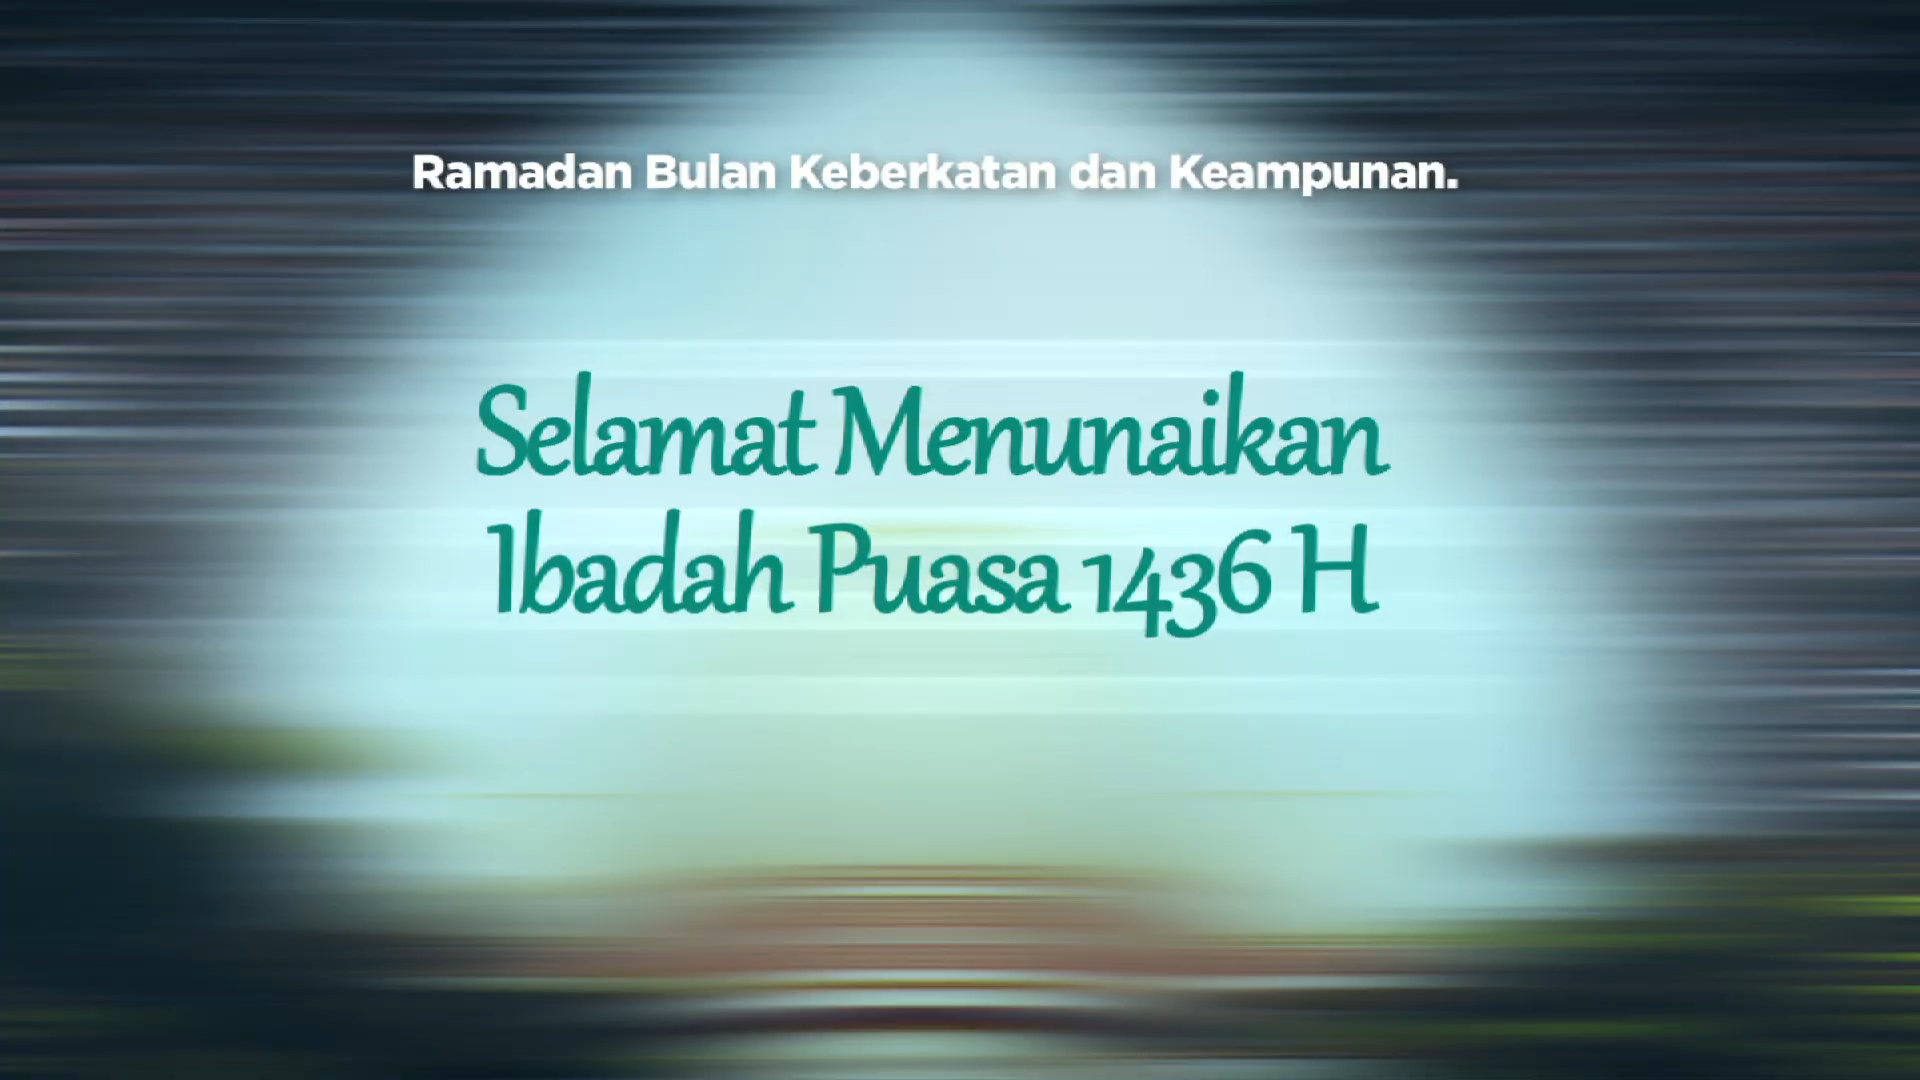 Ramadan Bulan Keberkatan dan Keampunan.
Selamat Menunaikan
Ibadah Puasa 1436 H